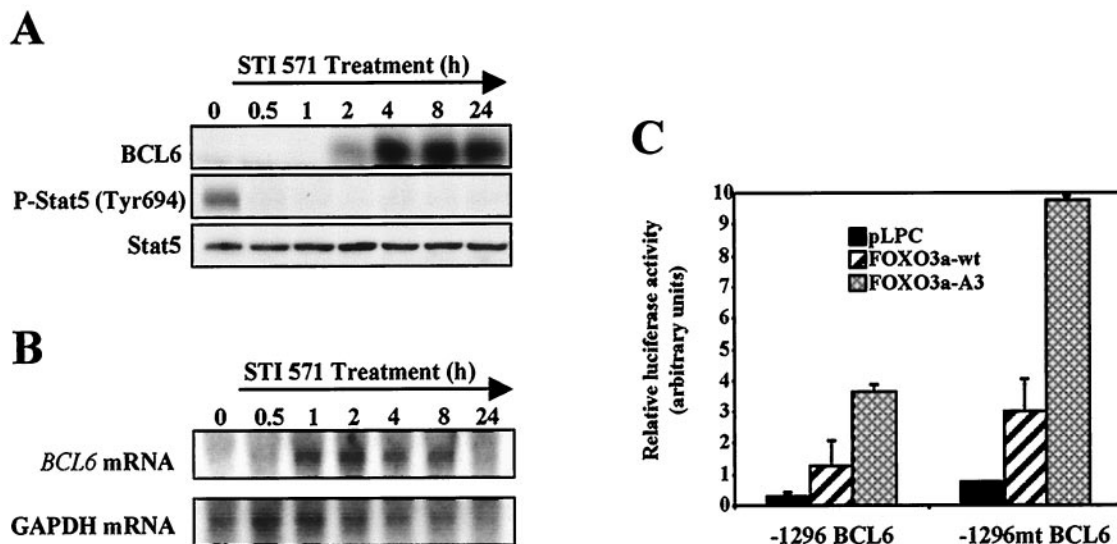 A
STI 571 Treatment (h)
0 0.5 1 2 4 8 24
BCL6
P-Stat5 (Tyr694)
Stat5
B
STI 571 Treatment (h)
0 0.5 1 2 4 8 24
BCL6 mRNA
GAPDH mRNA
C
Relative luciferase activity
(arbitrary units)
10
9
8
7
6
5
4
3
2
1
0
pLPC
FOXO3a-wt
FOXO3a-A3
-1296 BCL6
-1296mt BCL6